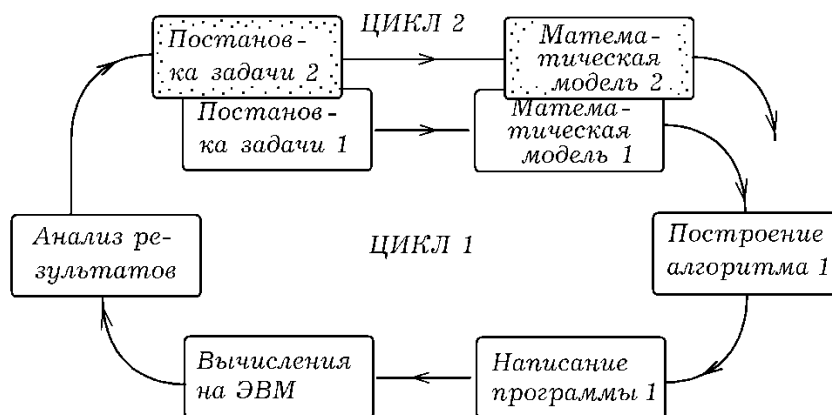 ЦИКЛ 2
Постанов-
ка задачи 2
Матема-
тическая
модель 2
Постанов-
ка задачи 1
Матема-
тическая
модель 1
Анализ ре-
зультатов
ЦИКЛ 1
Построение
алгоритма 1
Вычисления
на ЭВМ
Написание
программы 1